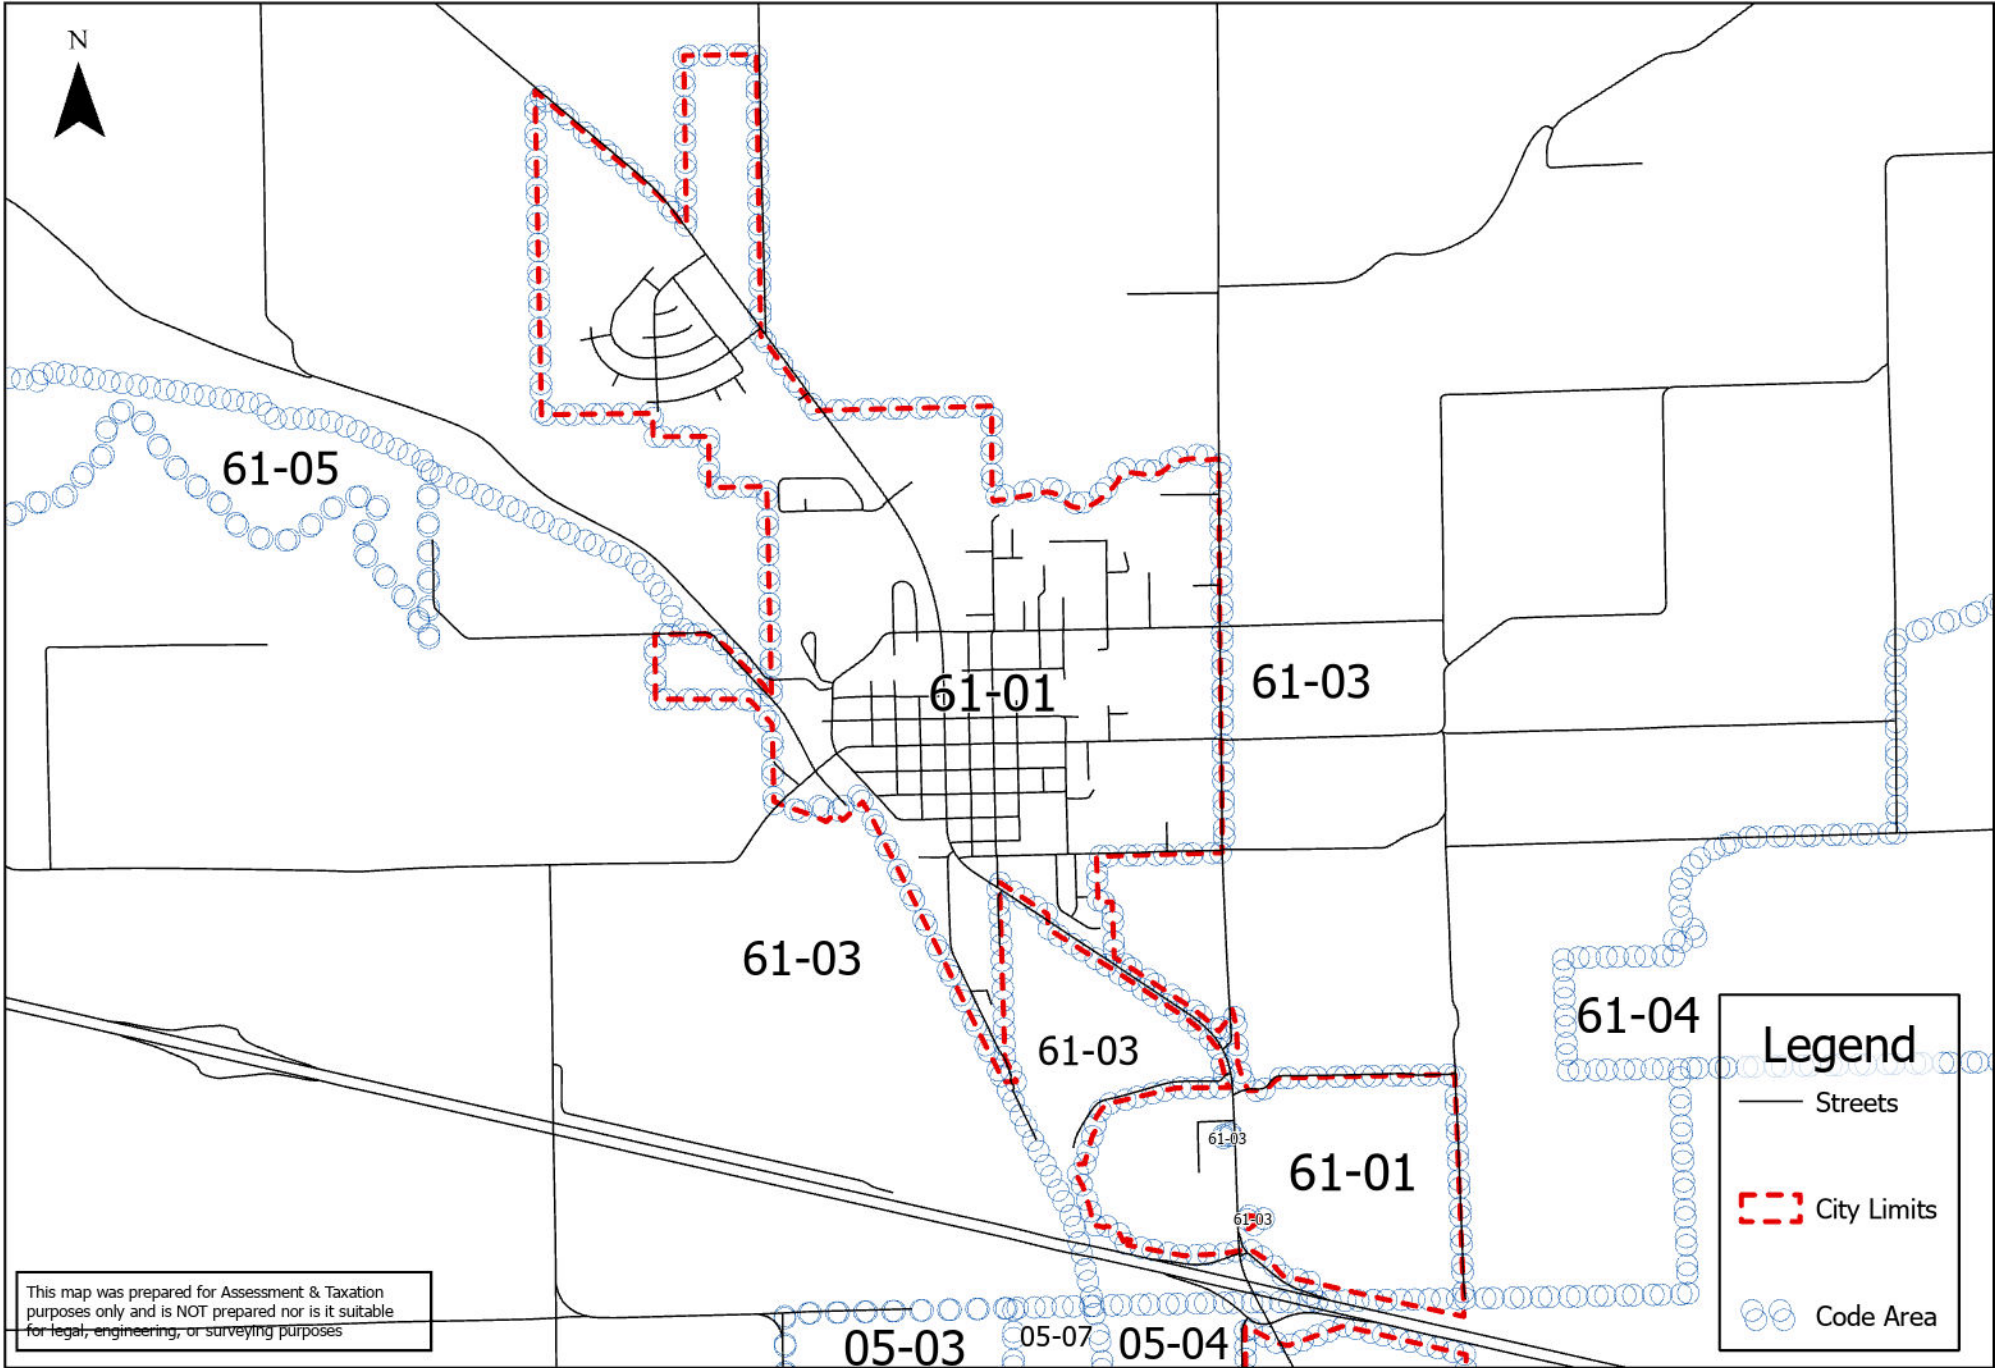 N
61-05
61-01
61-03
61-03
61-04
61-03
Legend
Streets
61-03
61-01
City Limits
61-03
This map was prepared for Assessment & Taxation
purposes only and is NOT prepared nor is it suitable
for legal, engineering, or surveying purposes
Code Area
05-03
05-07
05-04